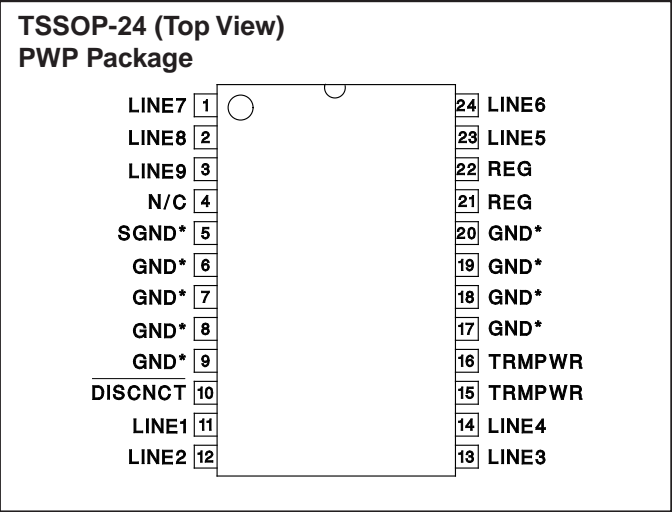 TSSOP-24 (Top View)
PWP Package
LINE7 1 24 LINE6
LINE8 2 23 LINE5
LINE9 3 22 REG
N/C 4 21 REG
SGND* 5 20 GND*
GND* 6 19 GND*
GND* 7 18 GND*
GND* 8 17 GND*
GND* 9 16 TRMPWR
DISCNCT 10 15 TRMPWR
LINE1 11 14 LINE4
LINE2 12 13 LINE3